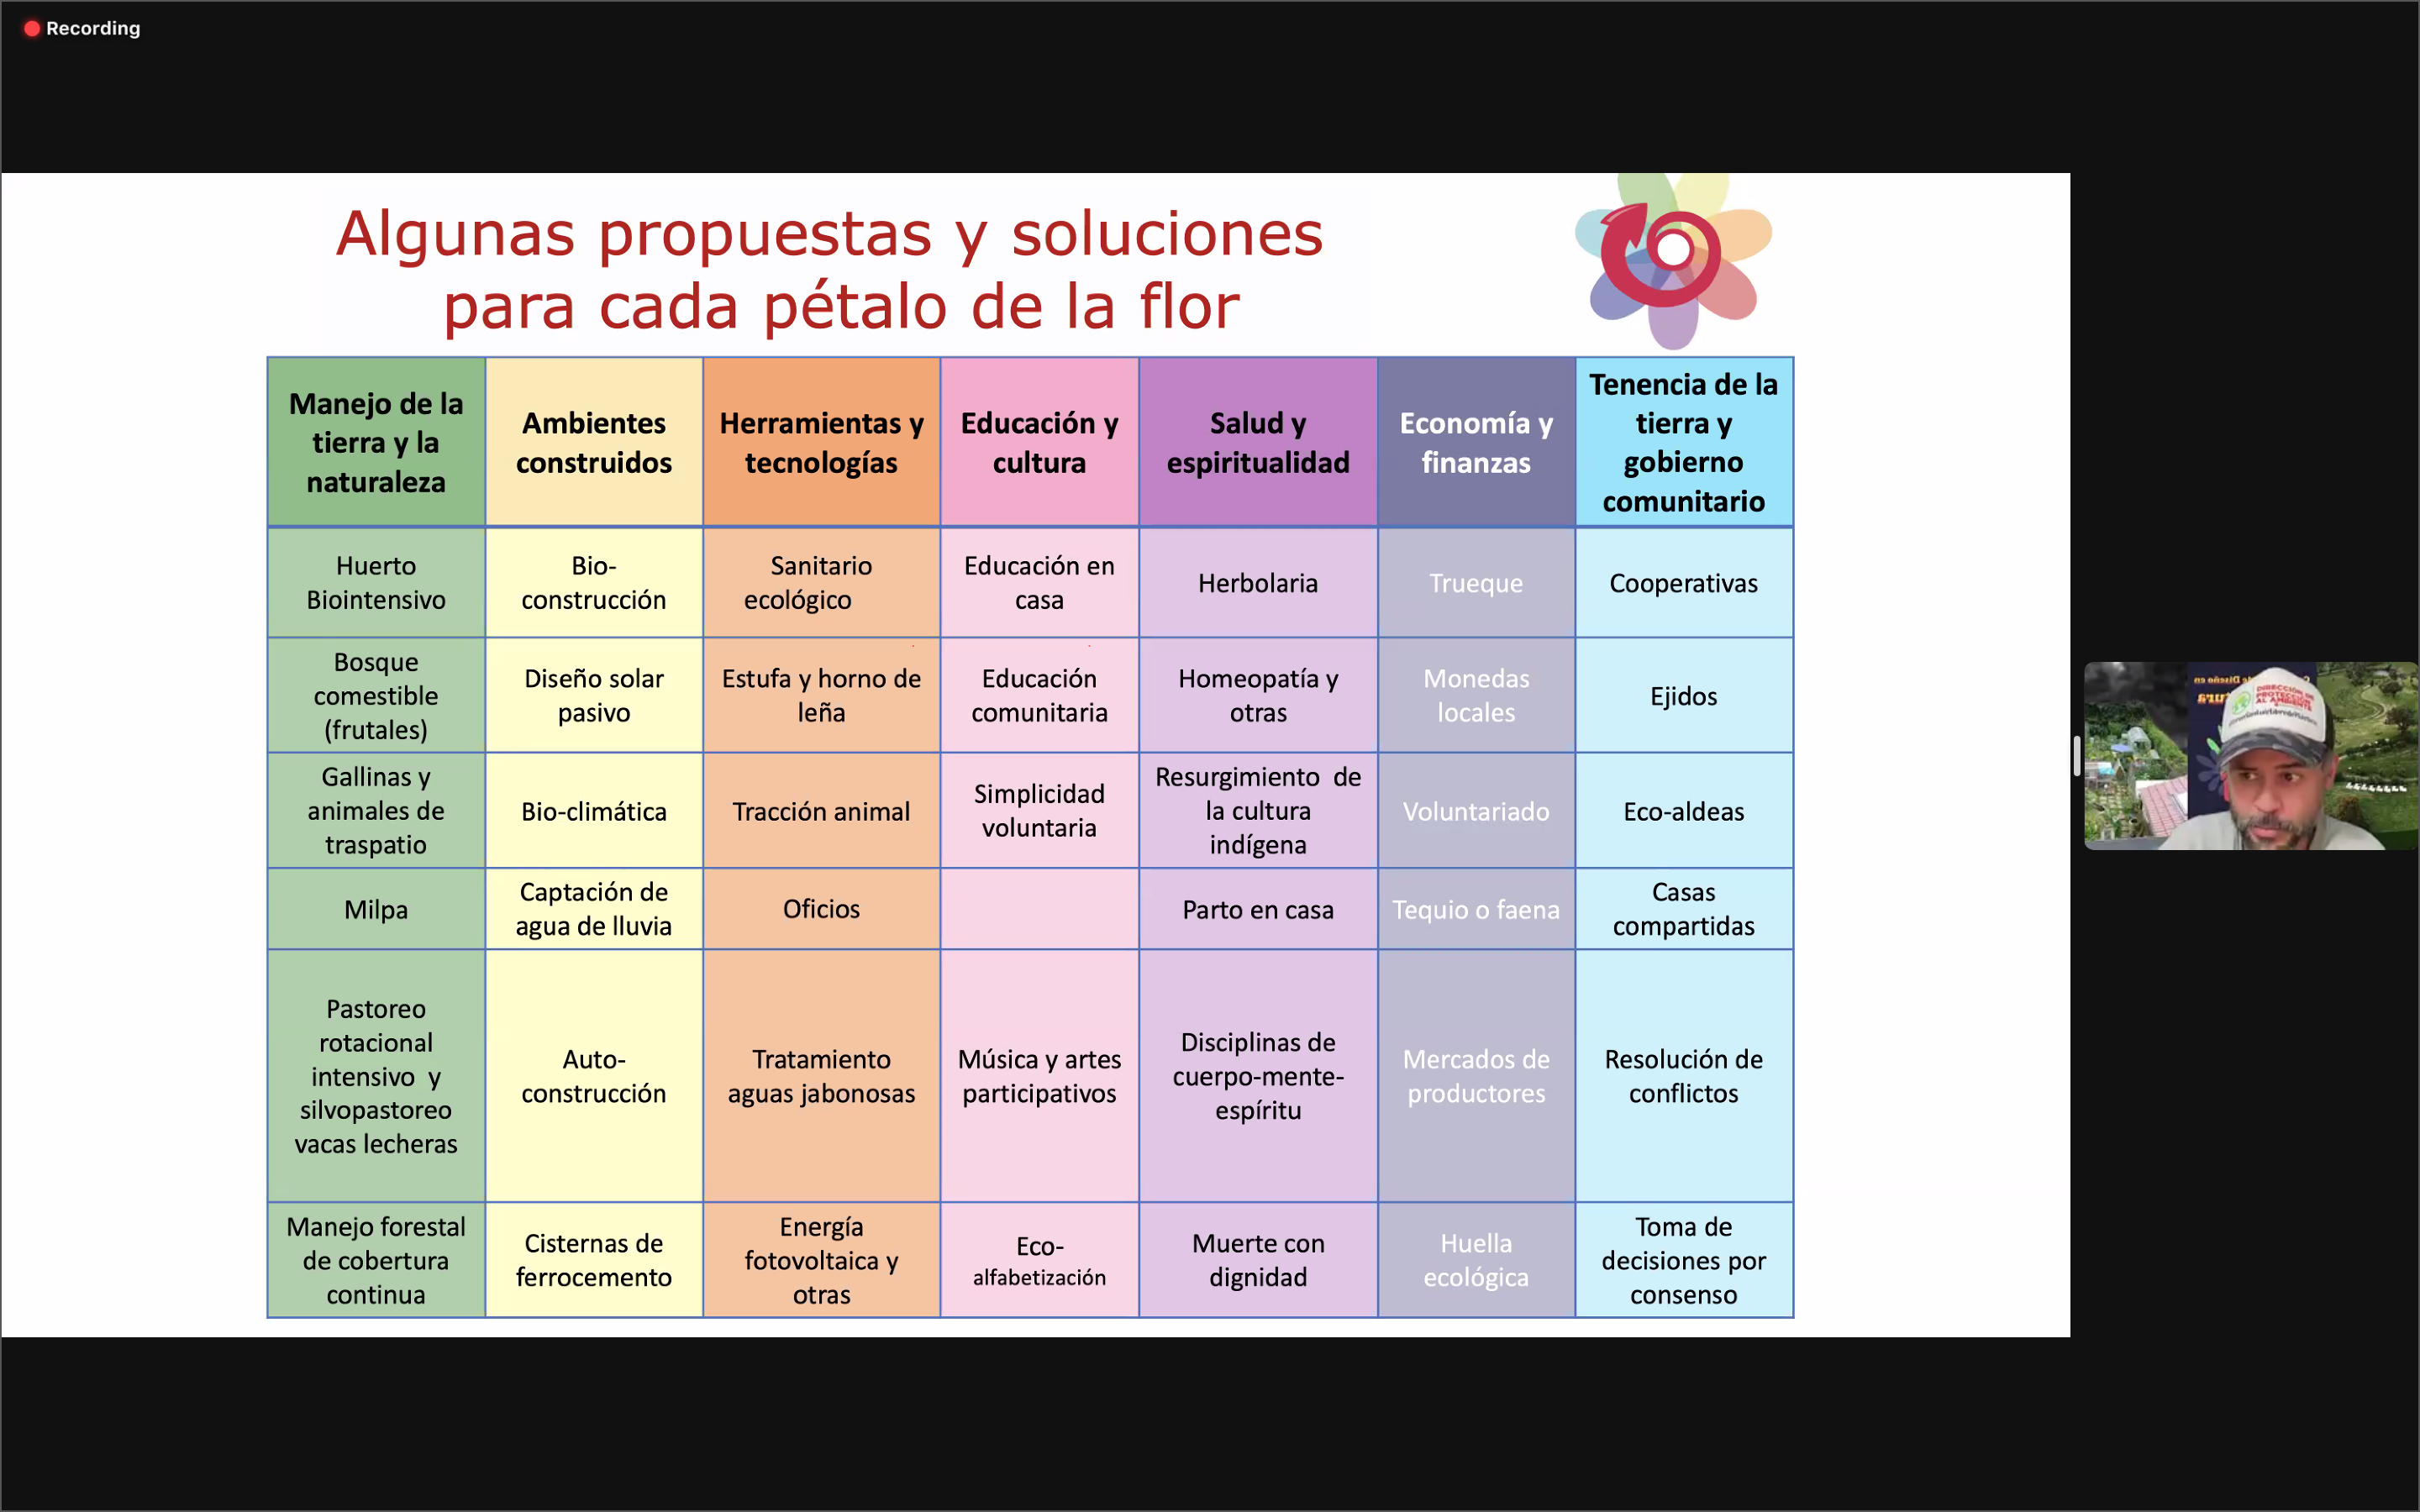 Recording
Algunas propuestas y soluciones
para cada pétalo de la flor
Manejo de la
tierra y la
naturaleza
Ambientes
construidos
Herramientas y
tecnologías
Educación y
cultura
Salud y
espiritualidad
Economía y
finanzas
Tenencia de la
tierra y
gobierno
comunitario
Huerto
Biointensivo
Bio-
construcción
Sanitario
ecológico
Educación en
casa
Herbolaria
Trueque
Cooperativas
Bosque
comestible
(frutales)
Diseño solar
pasivo
Estufa y horno de
leña
Educación
comunitaria
Homeopatía y
otras
Monedas
locales
Ejidos
Gallinas y
animales de
traspatio
Bio-climática
Tracción animal
Simplicidad
voluntaria
Resurgimiento de
la cultura
indígena
Voluntariado
Eco-aldeas
Milpa
Captación de
agua de lluvia
Oficios
Parto en casa
Tequio o faena
Casas
compartidas
Pastoreo
rotacional
intensivo y
silvopastoreo
vacas lecheras
Auto-
construcción
Tratamiento
aguas jabonosas
Música y artes
participativos
Disciplinas de
cuerpo-mente-
espíritu
Mercados de
productores
Resolución de
conflictos
Manejo forestal
de cobertura
continua
Cisternas de
ferrocemento
Energía
fotovoltaica y
otras
Eco-
alfabetización
Muerte con
dignidad
Huella
ecológica
Toma de
decisiones por
consenso
DIRECCIÓN DE
PROTECCIÓN
AL AMBIENTE